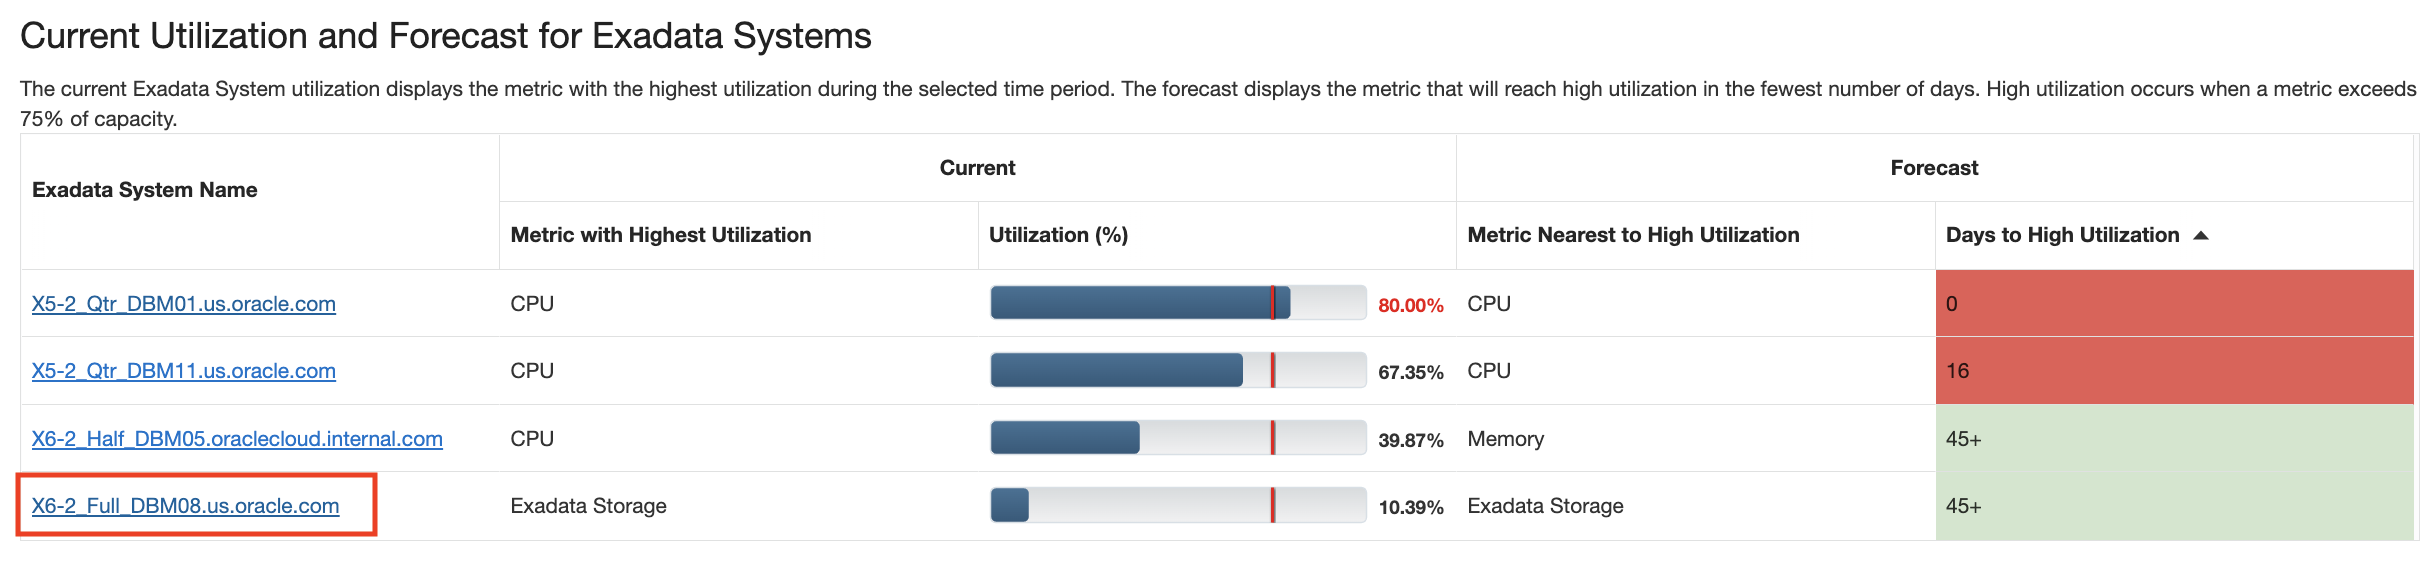 Current Utilization and Forecast for Exadata Systems
The current Exadata System utilization displays the metric with the highest utilization during the selected time period. The forecast displays the metric that will reach high utilization in the fewest number of days. High utilization occurs when a metric exceeds
75% of capacity.
Exadata System Name Current Forecast
Metric with Highest Utilization Utilization (%) Metric Nearest to High Utilization Days to High Utilization
X5-2_Qtr_DBM01.us.oracle.com CPU 80.00% CPU 0
X5-2_Qtr_DBM11.us.oracle.com CPU 67.35% CPU 16
X6-2_Half_DBM05.oraclecloud.internal.com CPU 39.87% Memory 45+
X6-2_Full_DBM08.us.oracle.com Exadata Storage 10.39% Exadata Storage 45+